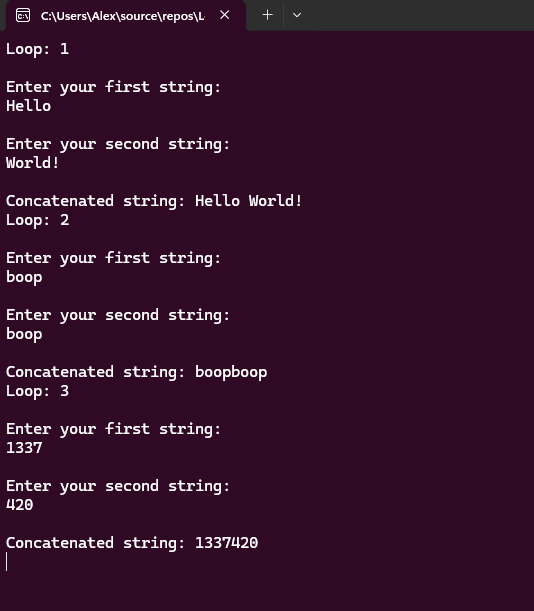 C:\Users\Alex\source\repos\L
Loop: 1
Enter your first string:
Hello
Enter your second string:
World!
Concatenated string: Hello World!
Loop: 2
Enter your first string:
boop
Enter your second string:
boop
Concatenated string: boopboop
Loop: 3
Enter your first string:
1337
Enter your second string:
420
Concatenated string: 1337420